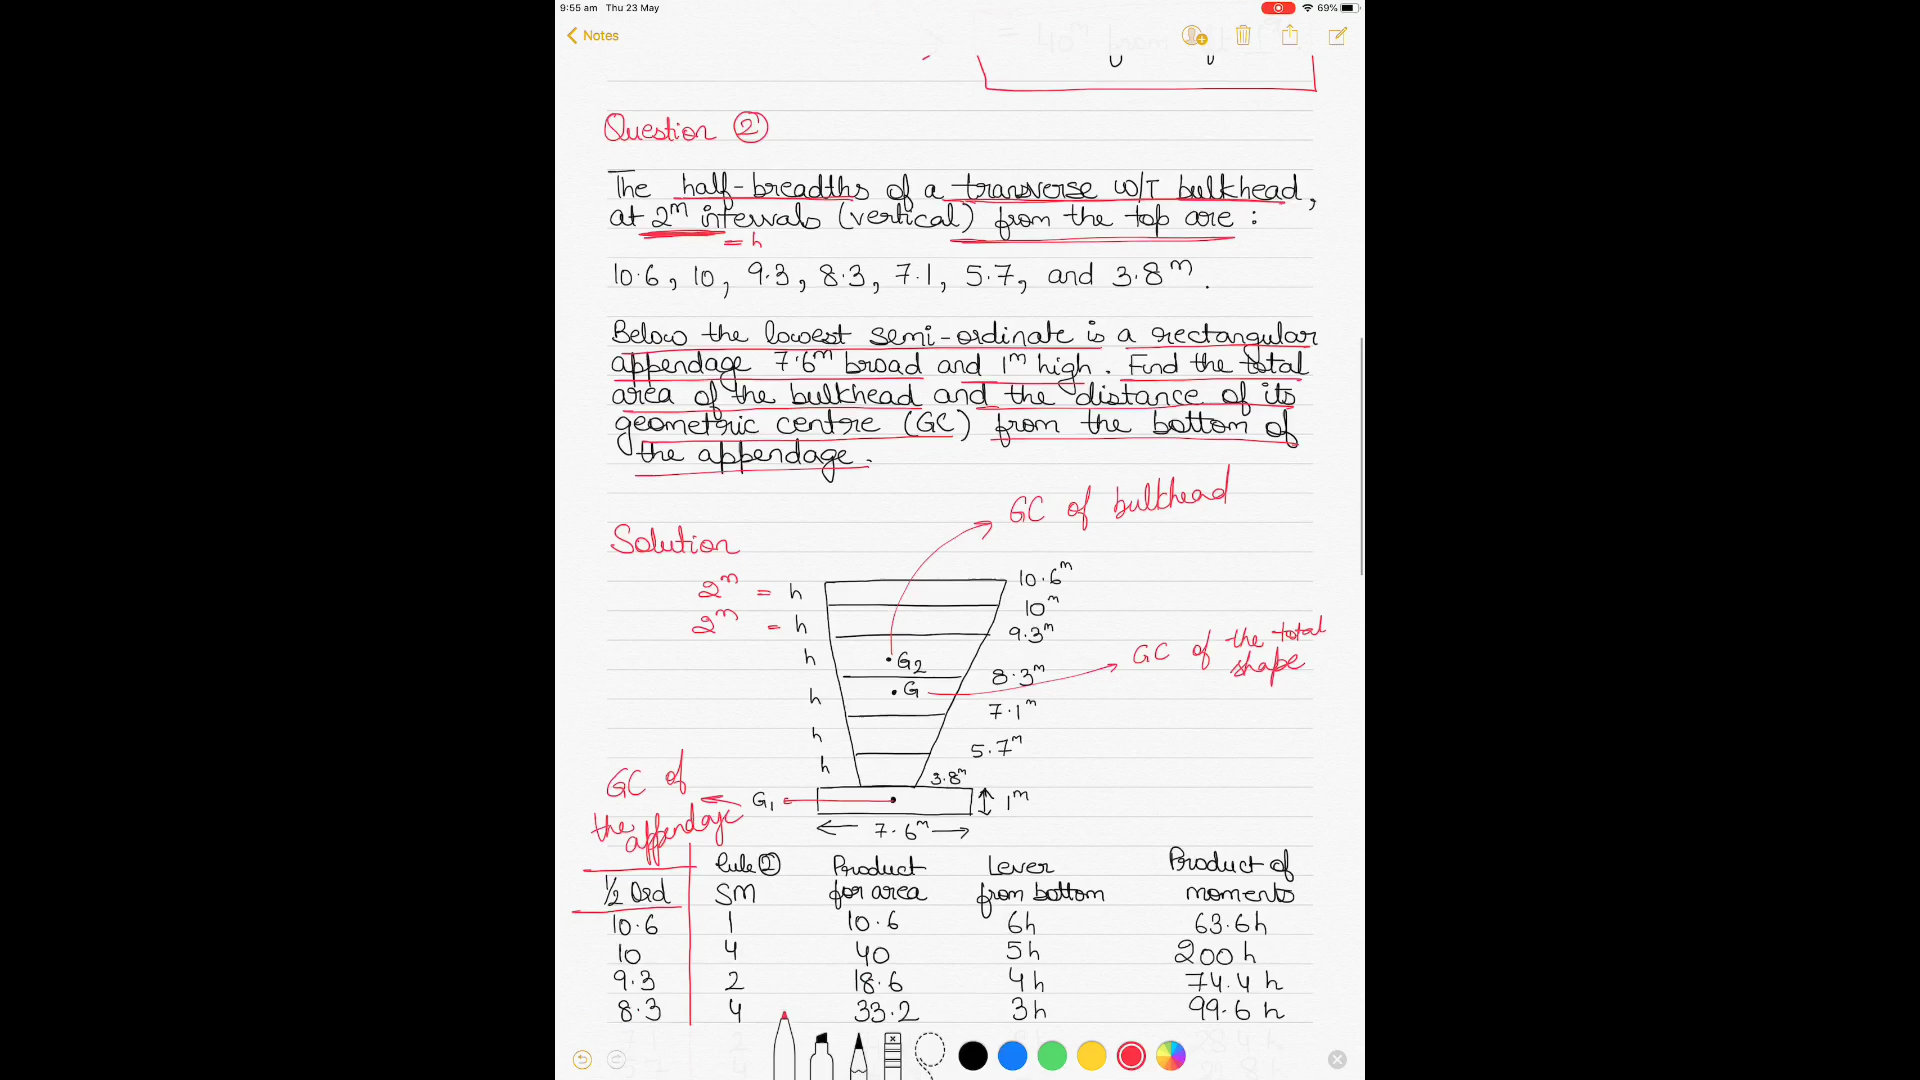 9:55 am Thu 23 May
69%
Notes
Question ②
The half-breadths of a transverse W/T bulkhead,
at 2m intervals (vertical) from the top are :
= h
10.6, 10, 9.3, 8.3, 7.1, 5.7, and 3.8m.
Below the lowest semi-ordinate is a rectangular
appendage 7.6m broad and 1m high. Find the total
area of the bulkhead and the distance of its
geometric centre (GC) from the bottom of
the appendage.
GC of bulkhead
Solution
2m = h
10.6m
10m
2m = h
9.3m
h
G2
8.3m
GC of the total
shape
G
h
7.1m
h
5.7m
h
3.8m
GC of
the appendage
G1
1m
7.6m
½ Ord
Rule ②
SM
Product
for area
Lever
from bottom
Product of
moments
10.6 1 10.6 6h 63.6h
10 4 40 5h 200h
9.3 2 18.6 4h 74.4h
8.3 4 33.2 3h 99.6h